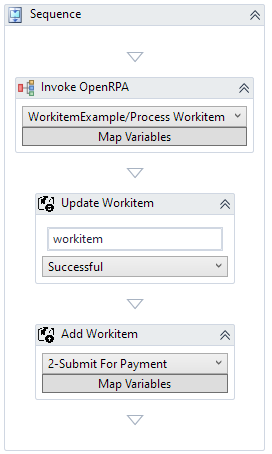 Sequence
Invoke OpenRPA
WorkitemExample/Process Workitem
Map Variables
Update Workitem
workitem
Successful
Add Workitem
2-Submit For Payment
Map Variables